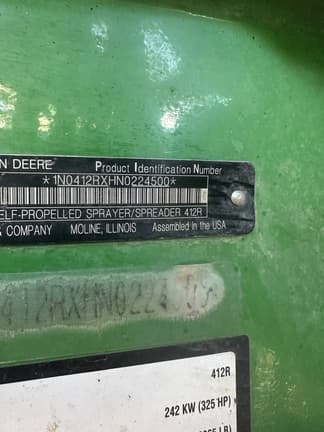 N DEERE
Product Identification Number
*1N0412RXHN0224500*
ELF-PROPELLED SPRAYER/SPREADER 412R
& COMPANY MOLINE, ILLINOIS Assembled in the USA
412RXHN0224
412R
242 KW (325 HP)